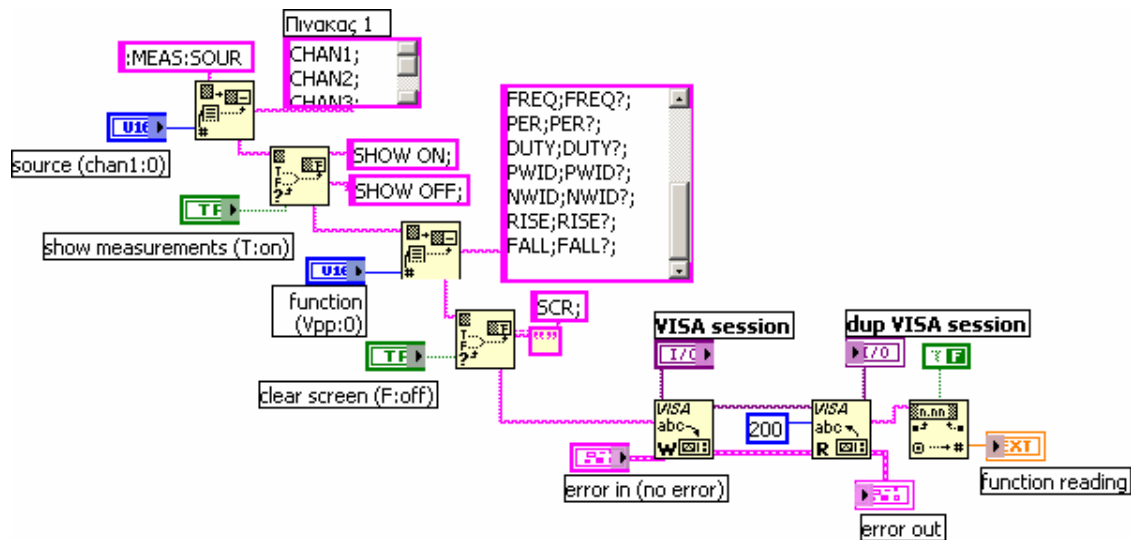 Πινακας 1
:MEAS:SOUR
CHAN1;
CHAN2;
CHAN3;
U16
source (chan1:0)
SHOW ON;
SHOW OFF;
TF
show measurements (T:on)
FREQ;FREQ?;
PER;PER?;
DUTY;DUTY?;
PWID;PWID?;
NWID;NWID?;
RISE;RISE?;
FALL;FALL?;
U16
function
(Vpp:0)
SCR;
TF
clear screen (F:off)
VISA session
dup VISA session
I/O
I/O
F
VISA
abc
W
200
VISA
abc
R
n.nn
#
EXT
error in (no error)
function reading
error out